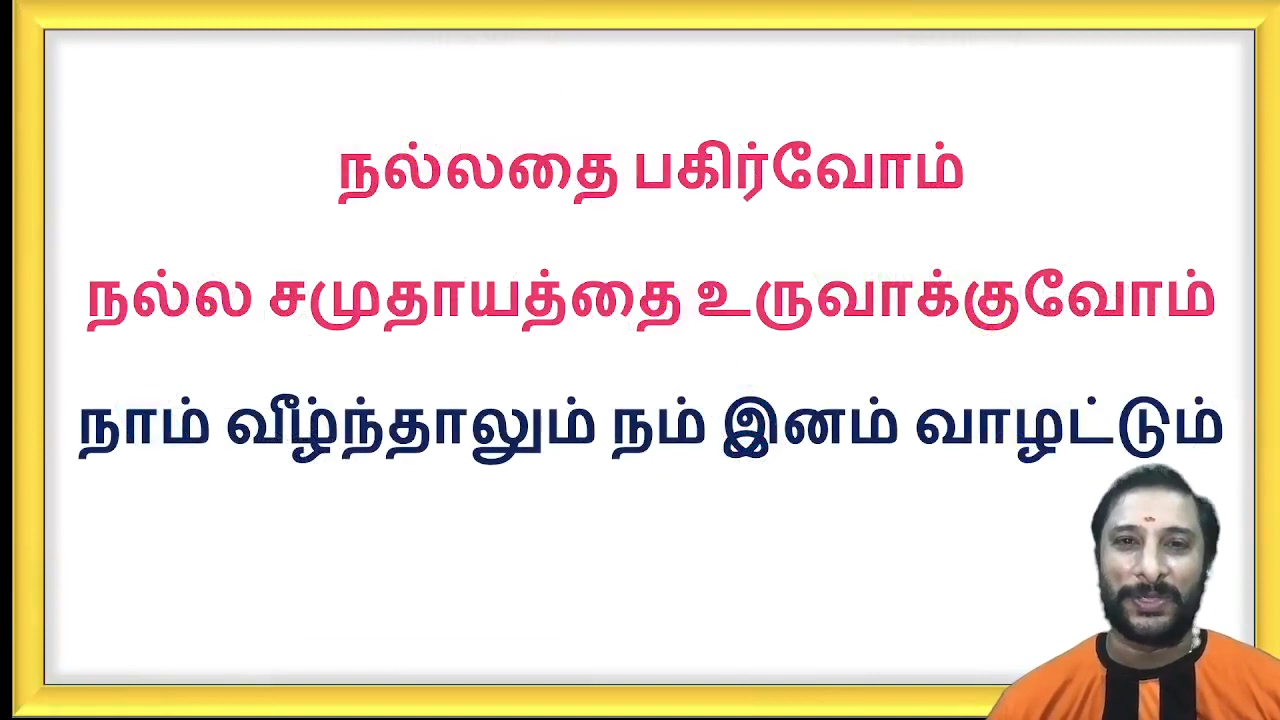 நல்லதை பகிர்வோம்
நல்ல சமுதாயத்தை உருவாக்குவோம்
நாம் வீழ்ந்தாலும் நம் இனம் வாழட்டும்